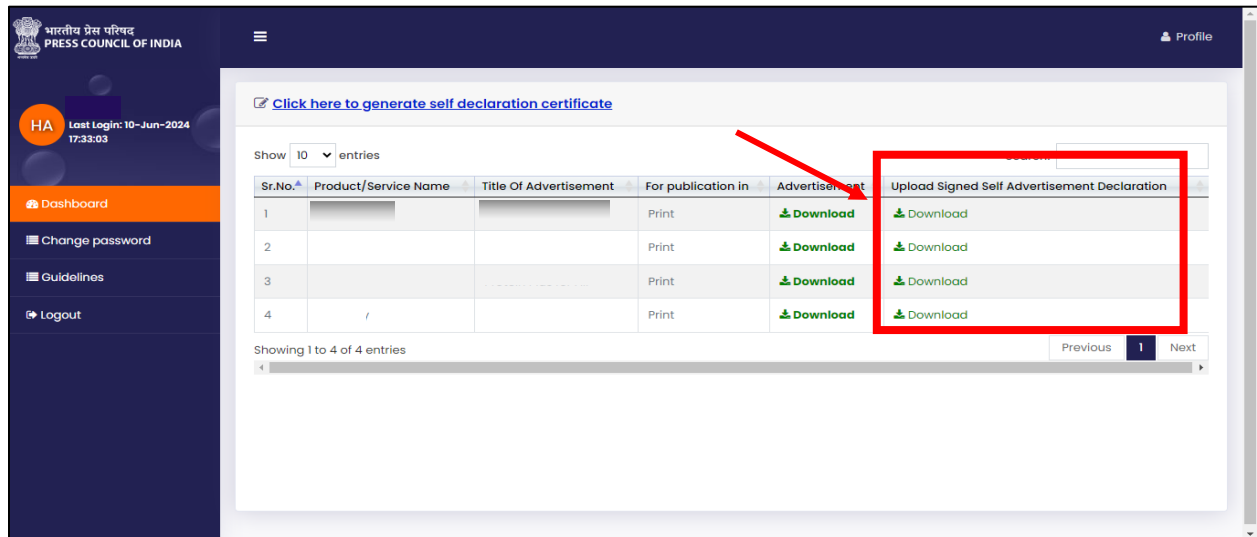 भारतीय प्रेस परिषद
PRESS COUNCIL OF INDIA
Profile
HA
Last Login: 10-Jun-2024
17:33:03
Dashboard
Change password
Guidelines
Logout
Click here to generate self declaration certificate
Show 10 entries
Sr.No. Product/Service Name Title Of Advertisement For publication in Advertisement Upload Signed Self Advertisement Declaration
1 Print Download Download
2 Print Download Download
3 Print Download Download
4 / Print Download Download
Showing 1 to 4 of 4 entries
Previous 1 Next